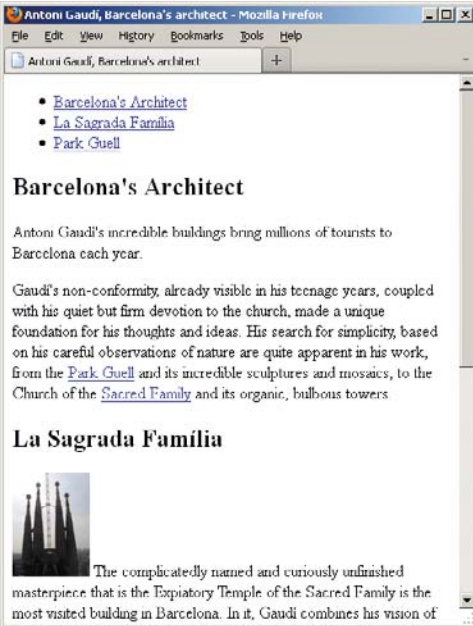 Antoni Gaudí, Barcelona's architect - Mozilla Firefox
File Edit View History Bookmarks Tools Help
Antoni Gaudí, Barcelona's architect +
Barcelona's Architect
La Sagrada Família
Park Guell
Barcelona's Architect
Antoni Gaudí's incredible buildings bring millions of tourists to
Barcelona each year.
Gaudí's non-conformity, already visible in his teenage years, coupled
with his quiet but firm devotion to the church, made a unique
foundation for his thoughts and ideas. His search for simplicity, based
on his careful observations of nature are quite apparent in his work,
from the Park Guell and its incredible sculptures and mosaics, to the
Church of the Sacred Family and its organic, bulbous towers
La Sagrada Família
The complicatedly named and curiously unfinished
masterpiece that is the Expiatory Temple of the Sacred Family is the
most visited building in Barcelona. In it, Gaudí combines his vision of